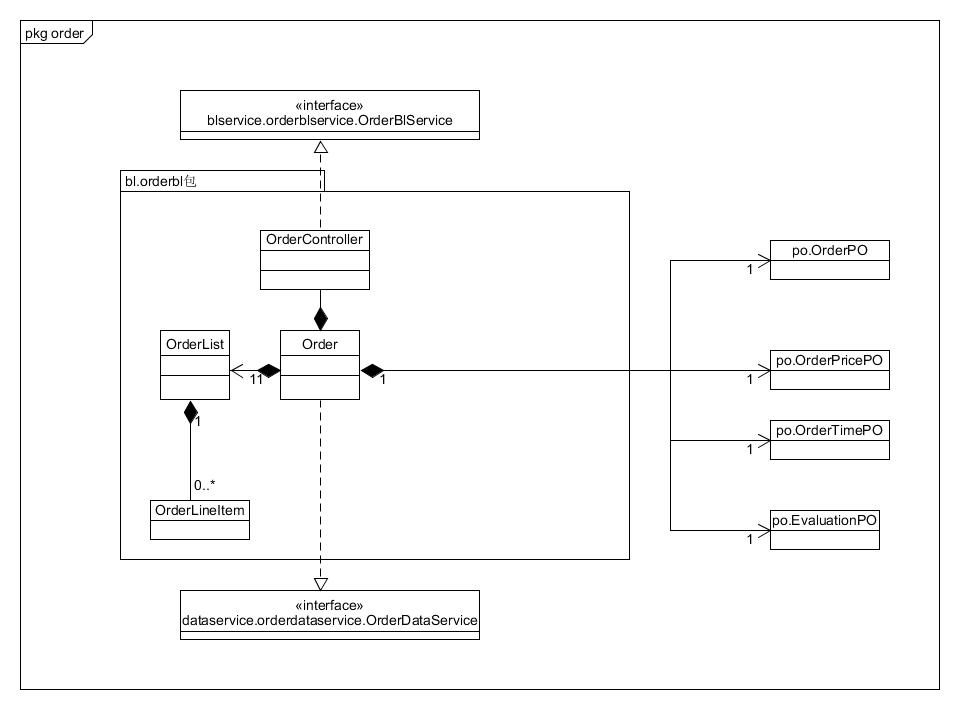 pkg order
«interface»
blservice.orderblservice.OrderBlService
bl.orderbl包
OrderController
po.OrderPO
1
OrderList
Order
po.OrderPricePO
11
1
1
1
po.OrderTimePO
1
0..*
OrderLineItem
po.EvaluationPO
1
«interface»
dataservice.orderdataservice.OrderDataService